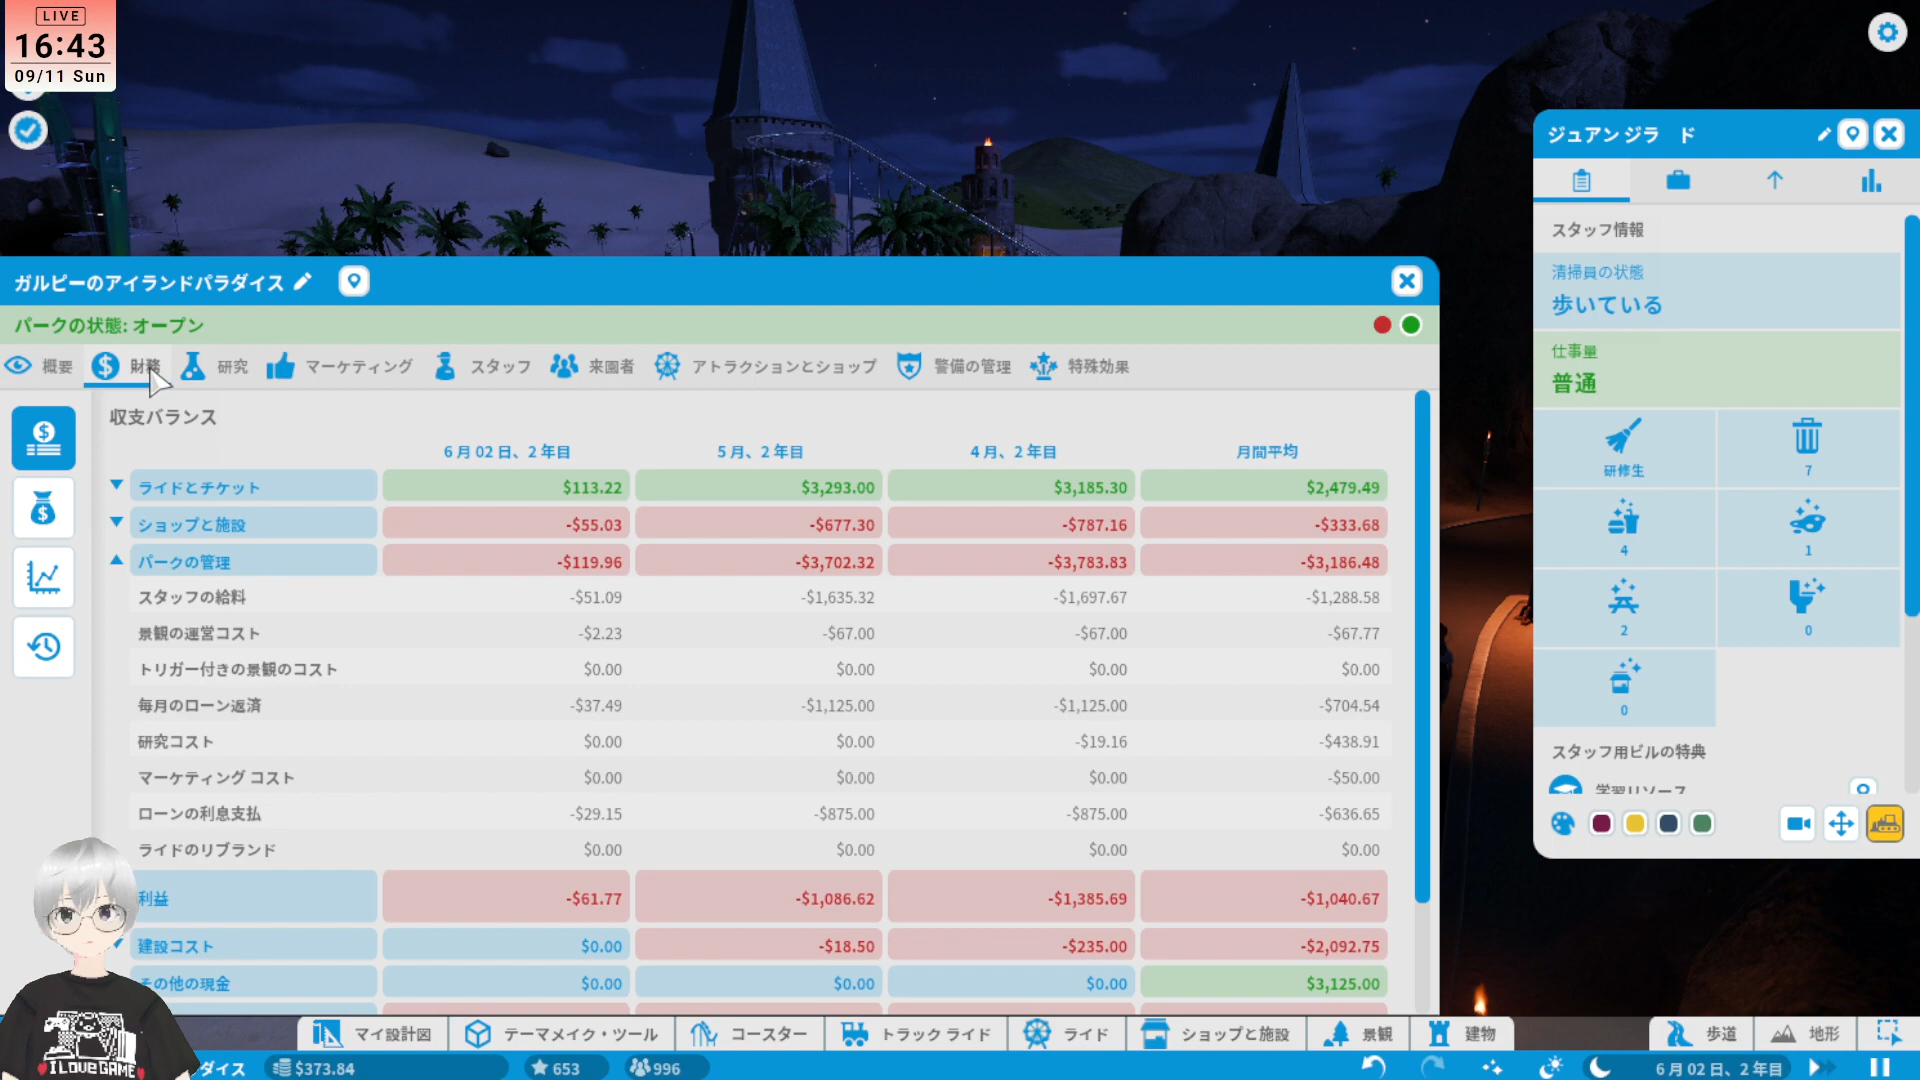 LIVE
16:43
09/11 Sun
ガルピーのアイランドパラダイス
パークの状態: オープン
概要 財務 研究 マーケティング スタッフ 来園者 アトラクションとショップ 警備の管理 特殊効果
収支バランス
6月 02日、2年目 5月、2年目 4月、2年目 月間平均
ライドとチケット $113.22 $3,293.00 $3,185.30 $2,479.49
ショップと施設 -$55.03 -$677.30 -$787.16 -$333.68
パークの管理 -$119.96 -$3,702.32 -$3,783.83 -$3,186.48
スタッフの給料 -$51.09 -$1,635.32 -$1,697.67 -$1,288.58
景観の運営コスト -$2.23 -$67.00 -$67.00 -$67.77
トリガー付きの景観のコスト $0.00 $0.00 $0.00 $0.00
毎月のローン返済 -$37.49 -$1,125.00 -$1,125.00 -$704.54
研究コスト $0.00 $0.00 -$19.16 -$438.91
マーケティング コスト $0.00 $0.00 $0.00 -$50.00
ローンの利息支払 -$29.15 -$875.00 -$875.00 -$636.65
ライドのリブランド $0.00 $0.00 $0.00 $0.00
利益 -$61.77 -$1,086.62 -$1,385.69 -$1,040.67
建設コスト $0.00 -$18.50 -$235.00 -$2,092.75
その他の現金 $0.00 $0.00 $0.00 $3,125.00
ジュアン ジラ ド
スタッフ情報
清掃員の状態
歩いている
仕事量
普通
研修生 7
4 1
2 0
0
スタッフ用ビルの特典
学習リソース
I LOVE GAME
マイ設計図 テーマメイク・ツール コースター トラック ライド ライド ショップと施設 景観 建物 歩道 地形
ダイス $373.84 653 996 6月 02日、2年目